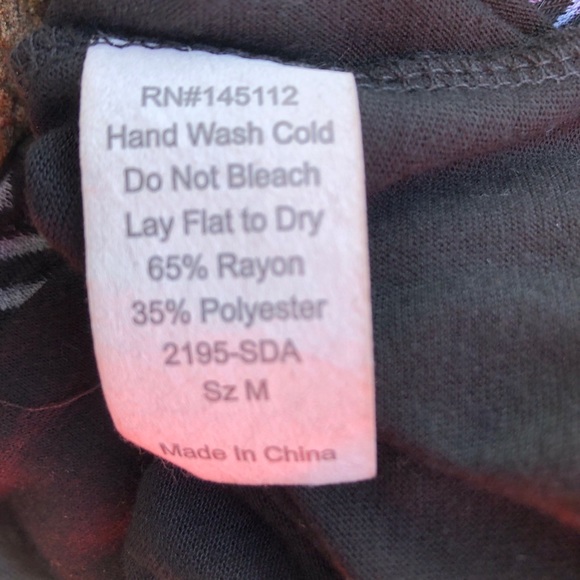 RN#145112
Hand Wash Cold
Do Not Bleach
Lay Flat to Dry
65% Rayon
35% Polyester
2195-SDA
Sz M
Made In China